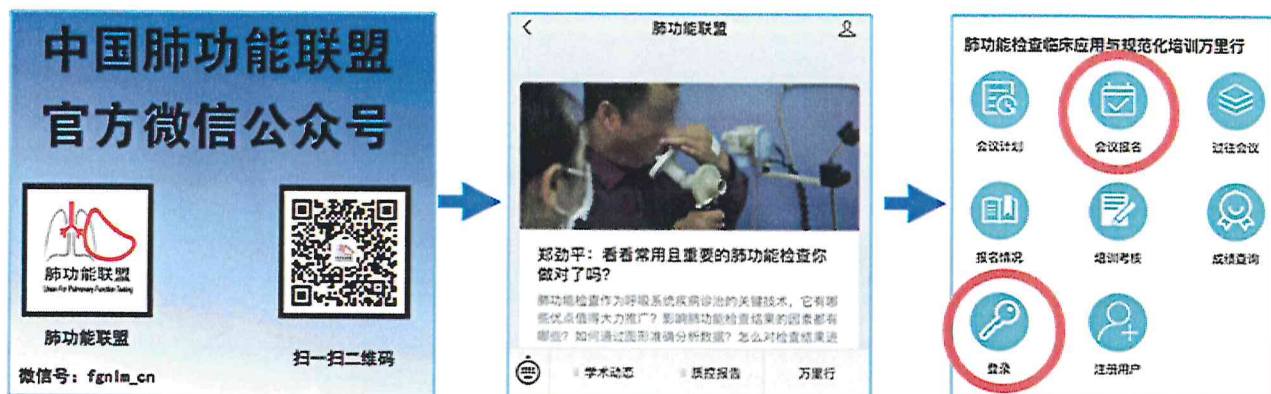 中国肺功能联盟
官方微信公众号
肺功能联盟
Union For Pulmonary Function Testing
肺功能联盟
扫一扫二维码
微信号：fgnlm_cn
肺功能联盟
郑劲平：看看常用且重要的肺功能检查你
做对了吗？
肺功能检查作为呼吸系统疾病诊治的关键技术，它有哪
些优点值得大力推广？影响肺功能检查结果的因素都有
哪些？如何通过图形准确分析数据？怎么对检查结果进
学术动态
质控报告
万里行
肺功能检查临床应用与规范化培训万里行
会议计划
会议报名
过往会议
报名情况
培训考核
成绩查询
登录
注册用户